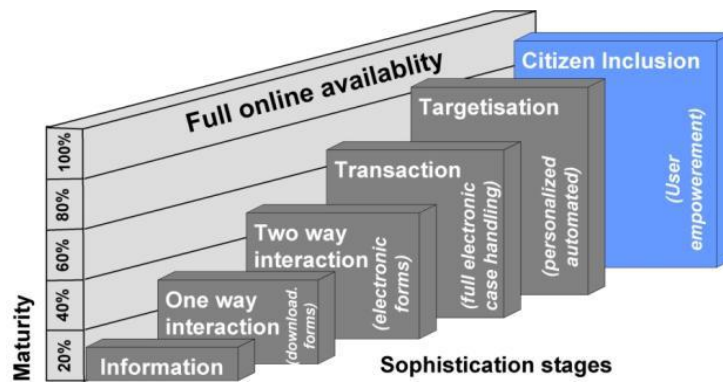 Full online availablity
Maturity
100%
80%
60%
40%
20%
Information
One way
interaction
(download.
forms)
Two way
interaction
(electronic
forms)
Transaction
(full electronic
case handling)
Targetisation
(personalized
automated)
Citizen Inclusion
(User
empowerement)
Sophistication stages